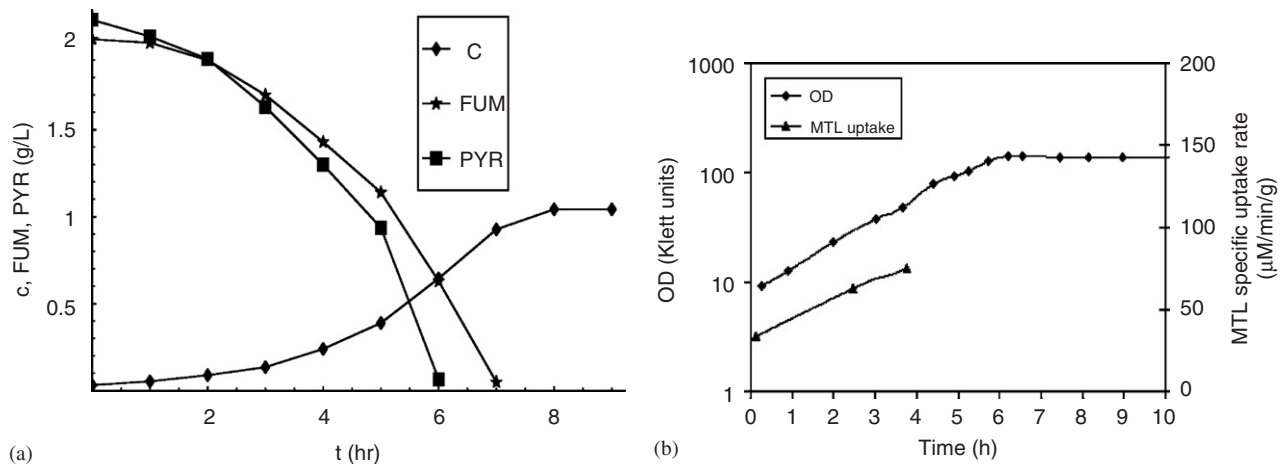 c, FUM, PYR (g/L)
2
1.5
1
0.5
C
FUM
PYR
2
4
6
8
t (hr)
(a)
OD (Klett units)
1000
100
10
1
OD
MTL uptake
200
150
100
50
0
MTL specific uptake rate
(μM/min/g)
0 1 2 3 4 5 6 7 8 9 10
Time (h)
(b)